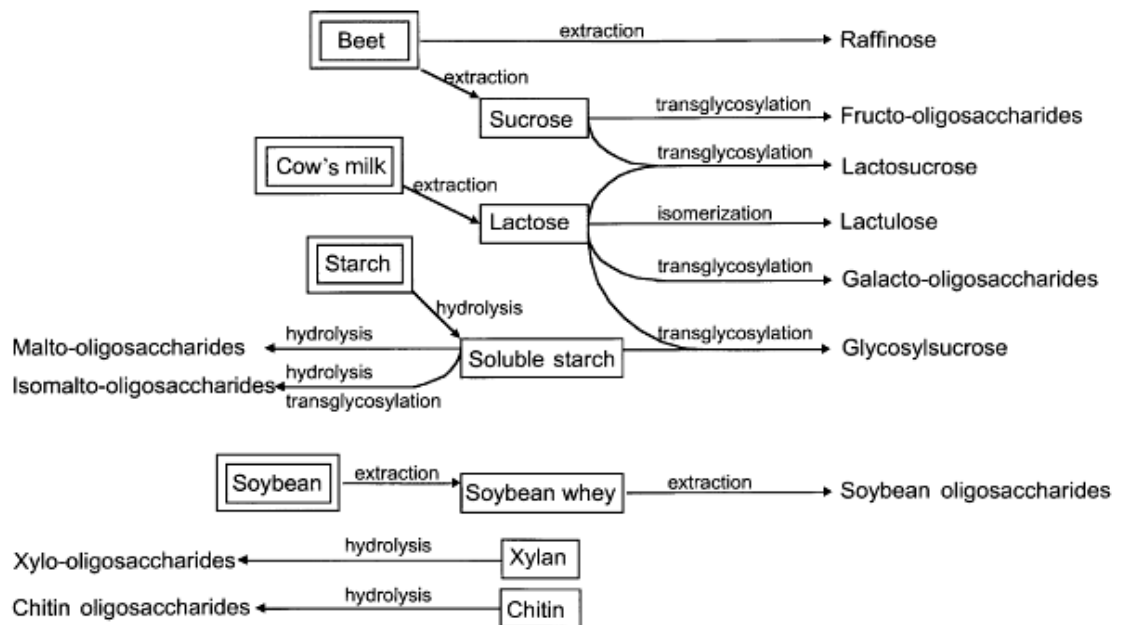 Beet
extraction
Raffinose
extraction
Sucrose
transglycosylation
Fructo-oligosaccharides
Cow's milk
extraction
transglycosylation
Lactosucrose
Lactose
isomerization
Lactulose
Starch
hydrolysis
transglycosylation
Galacto-oligosaccharides
Malto-oligosaccharides
hydrolysis
Soluble starch
transglycosylation
Glycosylsucrose
Isomalto-oligosaccharides
hydrolysis
transglycosylation
Soybean
extraction
Soybean whey
extraction
Soybean oligosaccharides
Xylo-oligosaccharides
hydrolysis
Xylan
Chitin oligosaccharides
hydrolysis
Chitin